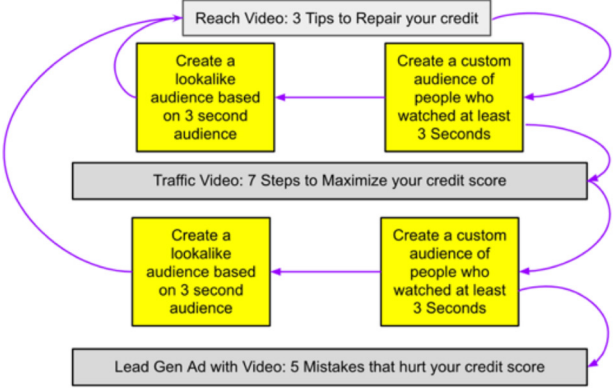 Reach Video: 3 Tips to Repair your credit
Create a
lookalike
audience based
on 3 second
audience
Create a custom
audience of
people who
watched at least
3 Seconds
Traffic Video: 7 Steps to Maximize your credit score
Create a
lookalike
audience based
on 3 second
audience
Create a custom
audience of
people who
watched at least
3 Seconds
Lead Gen Ad with Video: 5 Mistakes that hurt your credit score